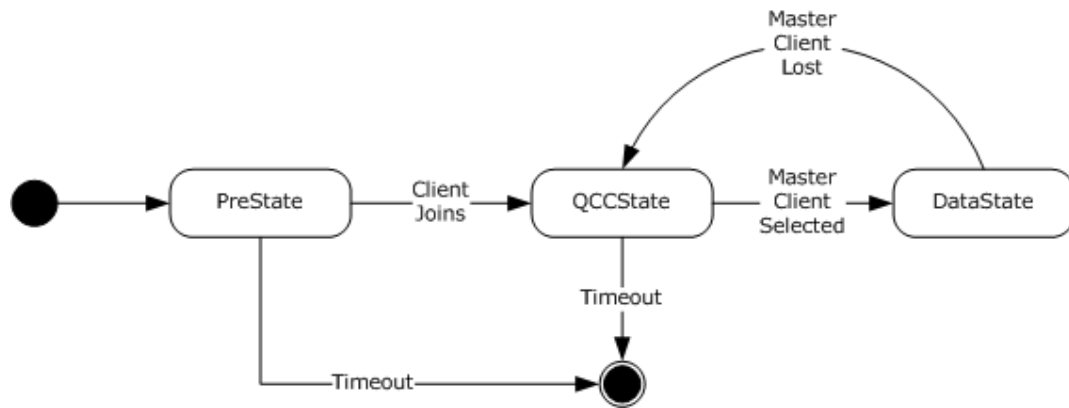 Master
Client
Lost
PreState
Client
Joins
QCCState
Master
Client
Selected
DataState
Timeout
Timeout